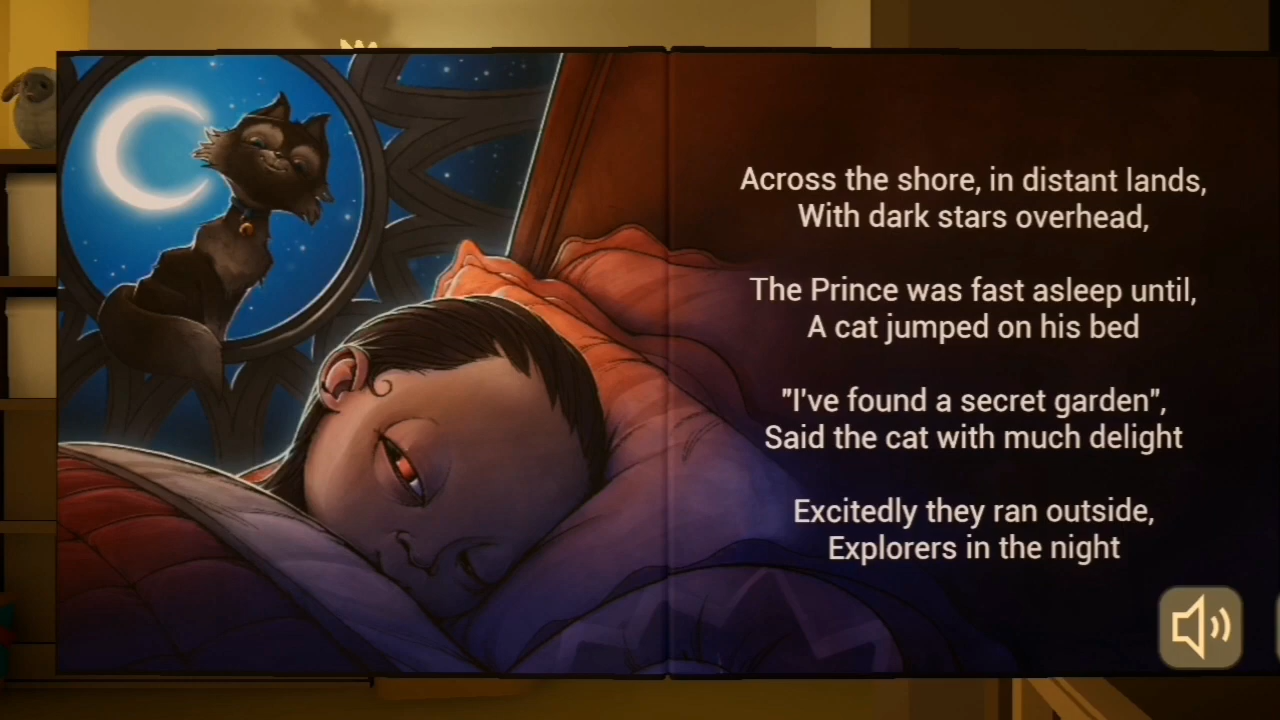 Across the shore, in distant lands,
With dark stars overhead,
The Prince was fast asleep until,
A cat jumped on his bed
"I've found a secret garden",
Said the cat with much delight
Excitedly they ran outside,
Explorers in the night